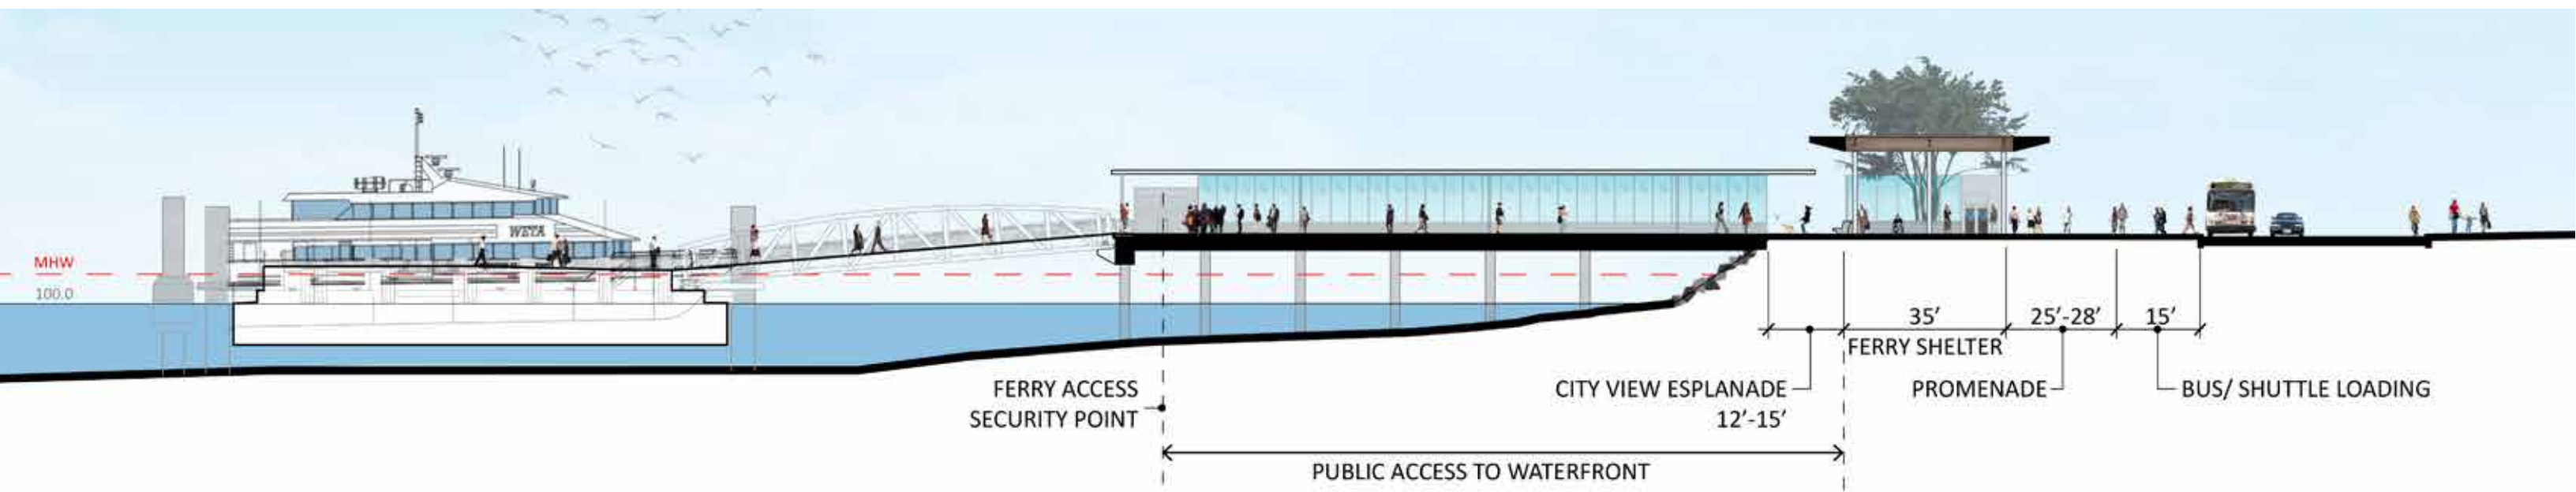 WETA
MHW
100.0
35’
25’-28’
15’
FERRY SHELTER
FERRY ACCESS
SECURITY POINT
CITY VIEW ESPLANADE
12’-15’
PROMENADE
BUS/ SHUTTLE LOADING
PUBLIC ACCESS TO WATERFRONT